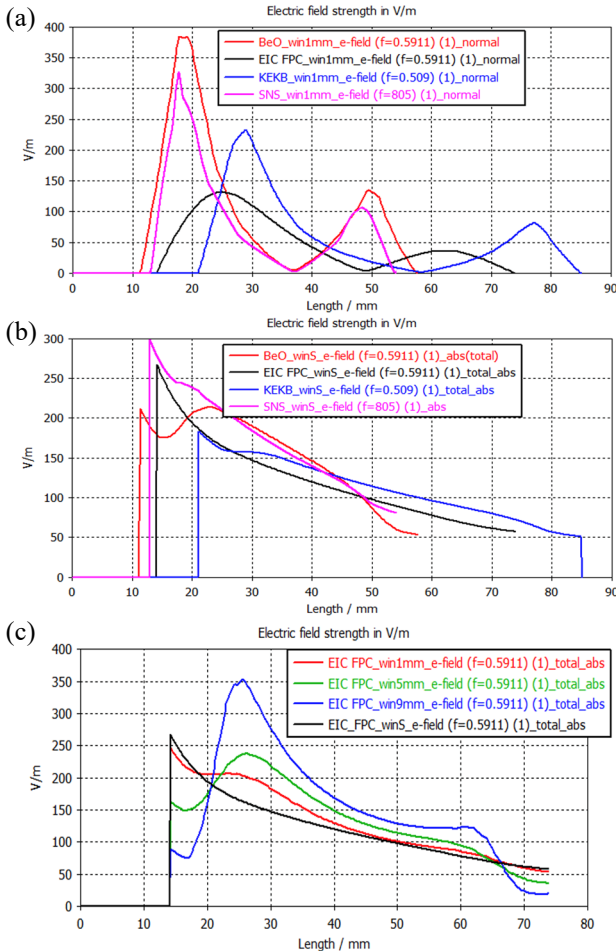 (a)
Electric field strength in V/m
400
350
300
250
200
150
100
50
0
V/m
BeO_win1mm_e-field (f=0.5911) (1)_normal
EIC FPC_win1mm_e-field (f=0.5911) (1)_normal
KEKB_win1mm_e-field (f=0.509) (1)_normal
SNS_win1mm_e-field (f=805) (1)_normal
0 10 20 30 40 50 60 70 80 90
Length / mm
(b)
Electric field strength in V/m
300
250
200
150
100
50
0
V/m
BeO_winS_e-field (f=0.5911) (1)_abs(total)
EIC FPC_winS_e-field (f=0.5911) (1)_total_abs
KEKB_winS_e-field (f=0.509) (1)_total_abs
SNS_winS_e-field (f=805) (1)_abs
0 10 20 30 40 50 60 70 80 90
Length / mm
(c)
Electric field strength in V/m
400
350
300
250
200
150
100
50
0
V/m
EIC FPC_win1mm_e-field (f=0.5911) (1)_total_abs
EIC FPC_win5mm_e-field (f=0.5911) (1)_total_abs
EIC FPC_win9mm_e-field (f=0.5911) (1)_total_abs
EIC_FPC_winS_e-field (f=0.5911) (1)_total_abs
0 10 20 30 40 50 60 70 80
Length / mm